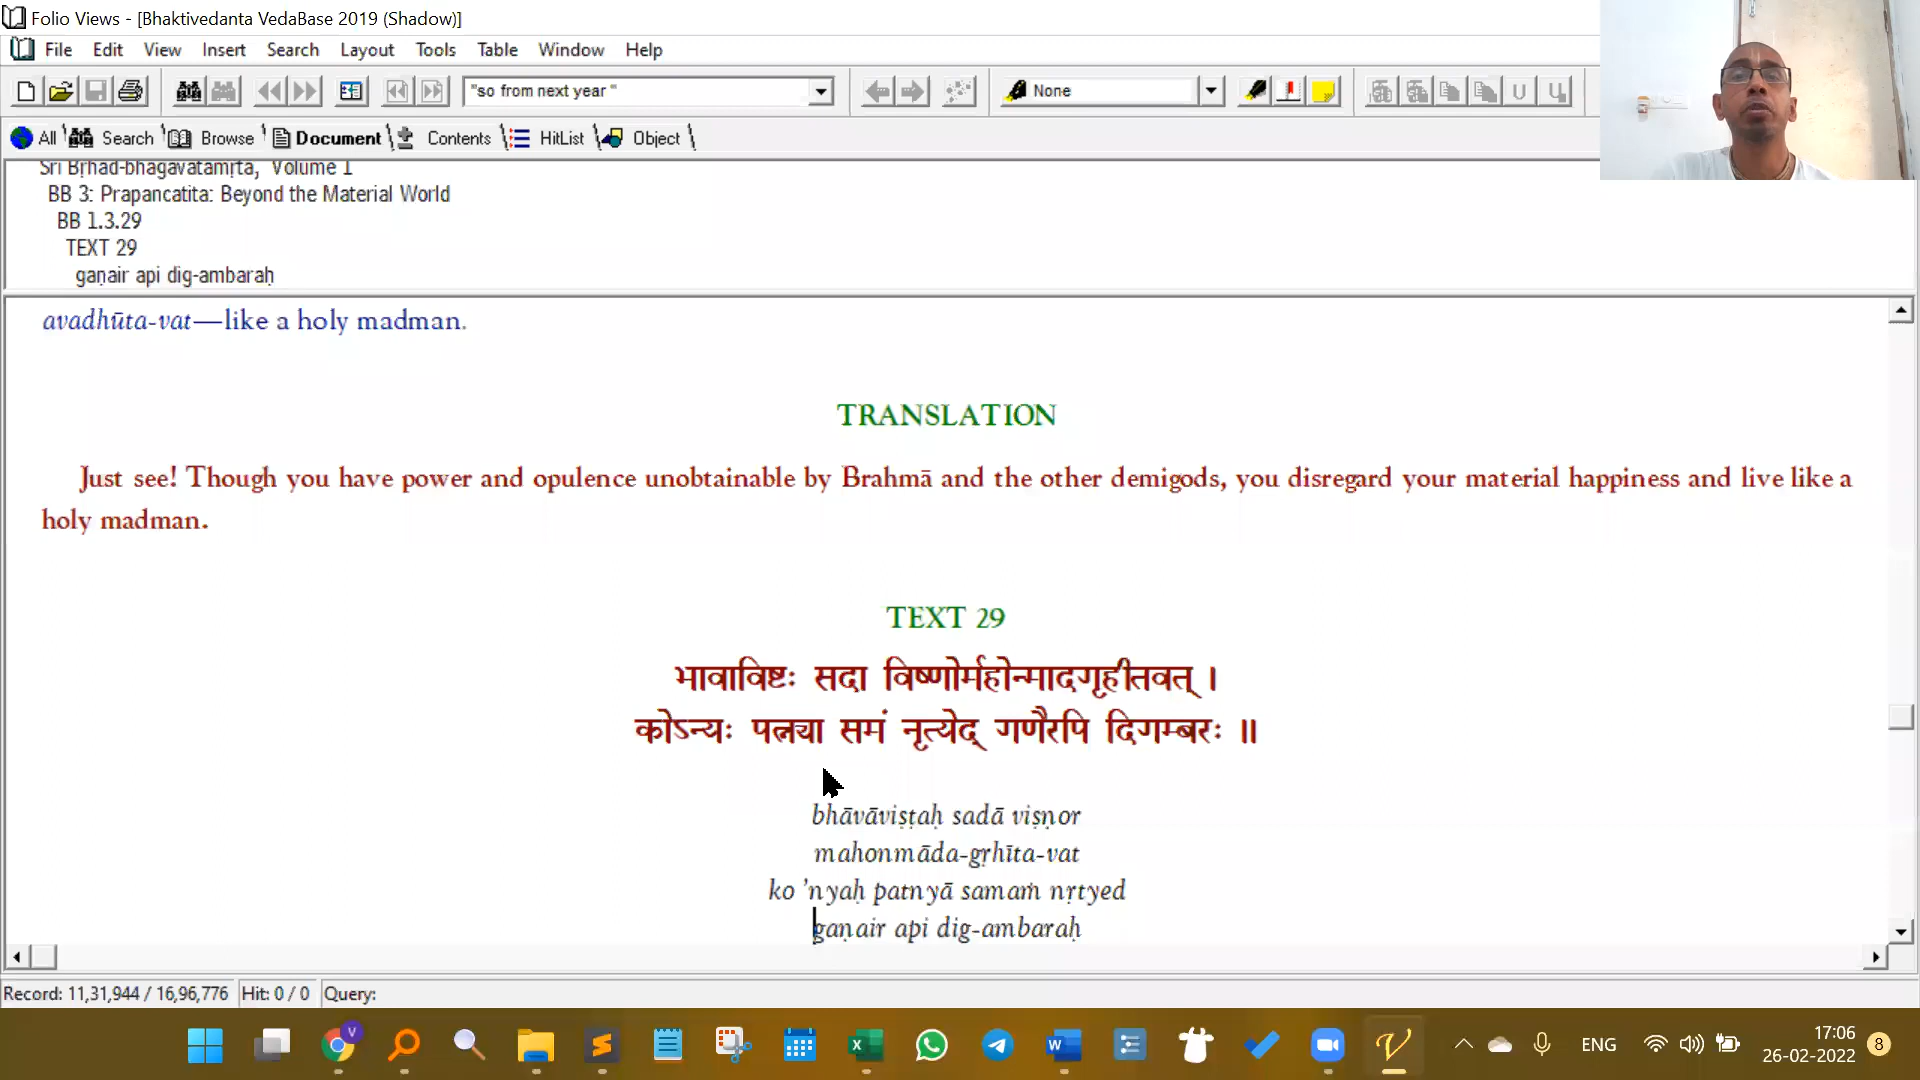 Folio Views - [Bhaktivedanta VedaBase 2019 (Shadow)]
File Edit View Insert Search Layout Tools Table Window Help
"so from next year "
None
All Search Browse Document Contents HitList Object
Sri Bṛhad-bhagavatamṛta, Volume 1
BB 3: Prapancatita: Beyond the Material World
BB 1.3.29
TEXT 29
gaṇair api dig-ambaraḥ
avadhūta-vat—like a holy madman.
TRANSLATION
Just see! Though you have power and opulence unobtainable by Brahmā and the other demigods, you disregard your material happiness and live like a
holy madman.
TEXT 29
भावाविष्टः सदा विष्णोर्महोन्मादगृहीतवत् ।
कोऽन्यः पत्न्या समं नृत्येद् गणैरपि दिगम्बरः ॥
bhāvāviṣṭaḥ sadā viṣṇor
mahonmāda-gṛhīta-vat
ko ’nyaḥ patnyā samaṁ nṛtyed
gaṇair api dig-ambaraḥ
Record: 11,31,944 / 16,96,776 Hit: 0 / 0 Query:
ENG
17:06
26-02-2022
8